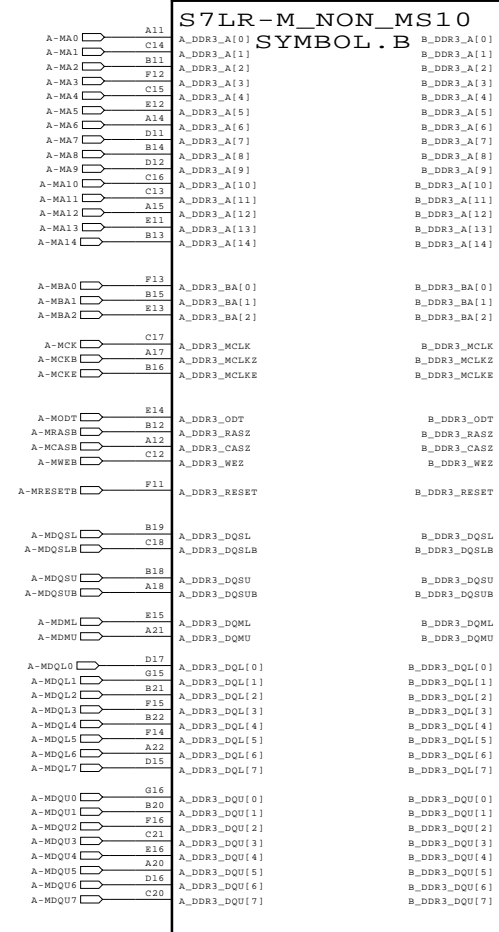 S7LR-M_NON_MS10
SYMBOL.B
A-MA0 A11 A_DDR3_A[0] B_DDR3_A[0]
A-MA1 C14 A_DDR3_A[1] B_DDR3_A[1]
A-MA2 B11 A_DDR3_A[2] B_DDR3_A[2]
A-MA3 F12 A_DDR3_A[3] B_DDR3_A[3]
A-MA4 C15 A_DDR3_A[4] B_DDR3_A[4]
A-MA5 E12 A_DDR3_A[5] B_DDR3_A[5]
A-MA6 A14 A_DDR3_A[6] B_DDR3_A[6]
A-MA7 D11 A_DDR3_A[7] B_DDR3_A[7]
A-MA8 B14 A_DDR3_A[8] B_DDR3_A[8]
A-MA9 D12 A_DDR3_A[9] B_DDR3_A[9]
A-MA10 C16 A_DDR3_A[10] B_DDR3_A[10]
A-MA11 C13 A_DDR3_A[11] B_DDR3_A[11]
A-MA12 A15 A_DDR3_A[12] B_DDR3_A[12]
A-MA13 E11 A_DDR3_A[13] B_DDR3_A[13]
A-MA14 B13 A_DDR3_A[14] B_DDR3_A[14]
A-MBA0 F13 A_DDR3_BA[0] B_DDR3_BA[0]
A-MBA1 B15 A_DDR3_BA[1] B_DDR3_BA[1]
A-MBA2 E13 A_DDR3_BA[2] B_DDR3_BA[2]
A-MCK C17 A_DDR3_MCLK B_DDR3_MCLK
A-MCKB A17 A_DDR3_MCLKZ B_DDR3_MCLKZ
A-MCKE B16 A_DDR3_MCLKE B_DDR3_MCLKE
A-MODT E14 A_DDR3_ODT B_DDR3_ODT
A-MRASB B12 A_DDR3_RASZ B_DDR3_RASZ
A-MCASB A12 A_DDR3_CASZ B_DDR3_CASZ
A-MWEB C12 A_DDR3_WEZ B_DDR3_WEZ
A-MRESETB F11 A_DDR3_RESET B_DDR3_RESET
A-MDQSL B19 A_DDR3_DQSL B_DDR3_DQSL
A-MDQSLB C18 A_DDR3_DQSLB B_DDR3_DQSLB
A-MDQSU B18 A_DDR3_DQSU B_DDR3_DQSU
A-MDQSUB A18 A_DDR3_DQSUB B_DDR3_DQSUB
A-MDML E15 A_DDR3_DQML B_DDR3_DQML
A-MDMU A21 A_DDR3_DQMU B_DDR3_DQMU
A-MDQL0 D17 A_DDR3_DQL[0] B_DDR3_DQL[0]
A-MDQL1 G15 A_DDR3_DQL[1] B_DDR3_DQL[1]
A-MDQL2 B21 A_DDR3_DQL[2] B_DDR3_DQL[2]
A-MDQL3 F15 A_DDR3_DQL[3] B_DDR3_DQL[3]
A-MDQL4 B22 A_DDR3_DQL[4] B_DDR3_DQL[4]
A-MDQL5 F14 A_DDR3_DQL[5] B_DDR3_DQL[5]
A-MDQL6 A22 A_DDR3_DQL[6] B_DDR3_DQL[6]
A-MDQL7 D15 A_DDR3_DQL[7] B_DDR3_DQL[7]
A-MDQU0 G16 A_DDR3_DQU[0] B_DDR3_DQU[0]
A-MDQU1 B20 A_DDR3_DQU[1] B_DDR3_DQU[1]
A-MDQU2 F16 A_DDR3_DQU[2] B_DDR3_DQU[2]
A-MDQU3 C21 A_DDR3_DQU[3] B_DDR3_DQU[3]
A-MDQU4 E16 A_DDR3_DQU[4] B_DDR3_DQU[4]
A-MDQU5 A20 A_DDR3_DQU[5] B_DDR3_DQU[5]
A-MDQU6 D16 A_DDR3_DQU[6] B_DDR3_DQU[6]
A-MDQU7 C20 A_DDR3_DQU[7] B_DDR3_DQU[7]